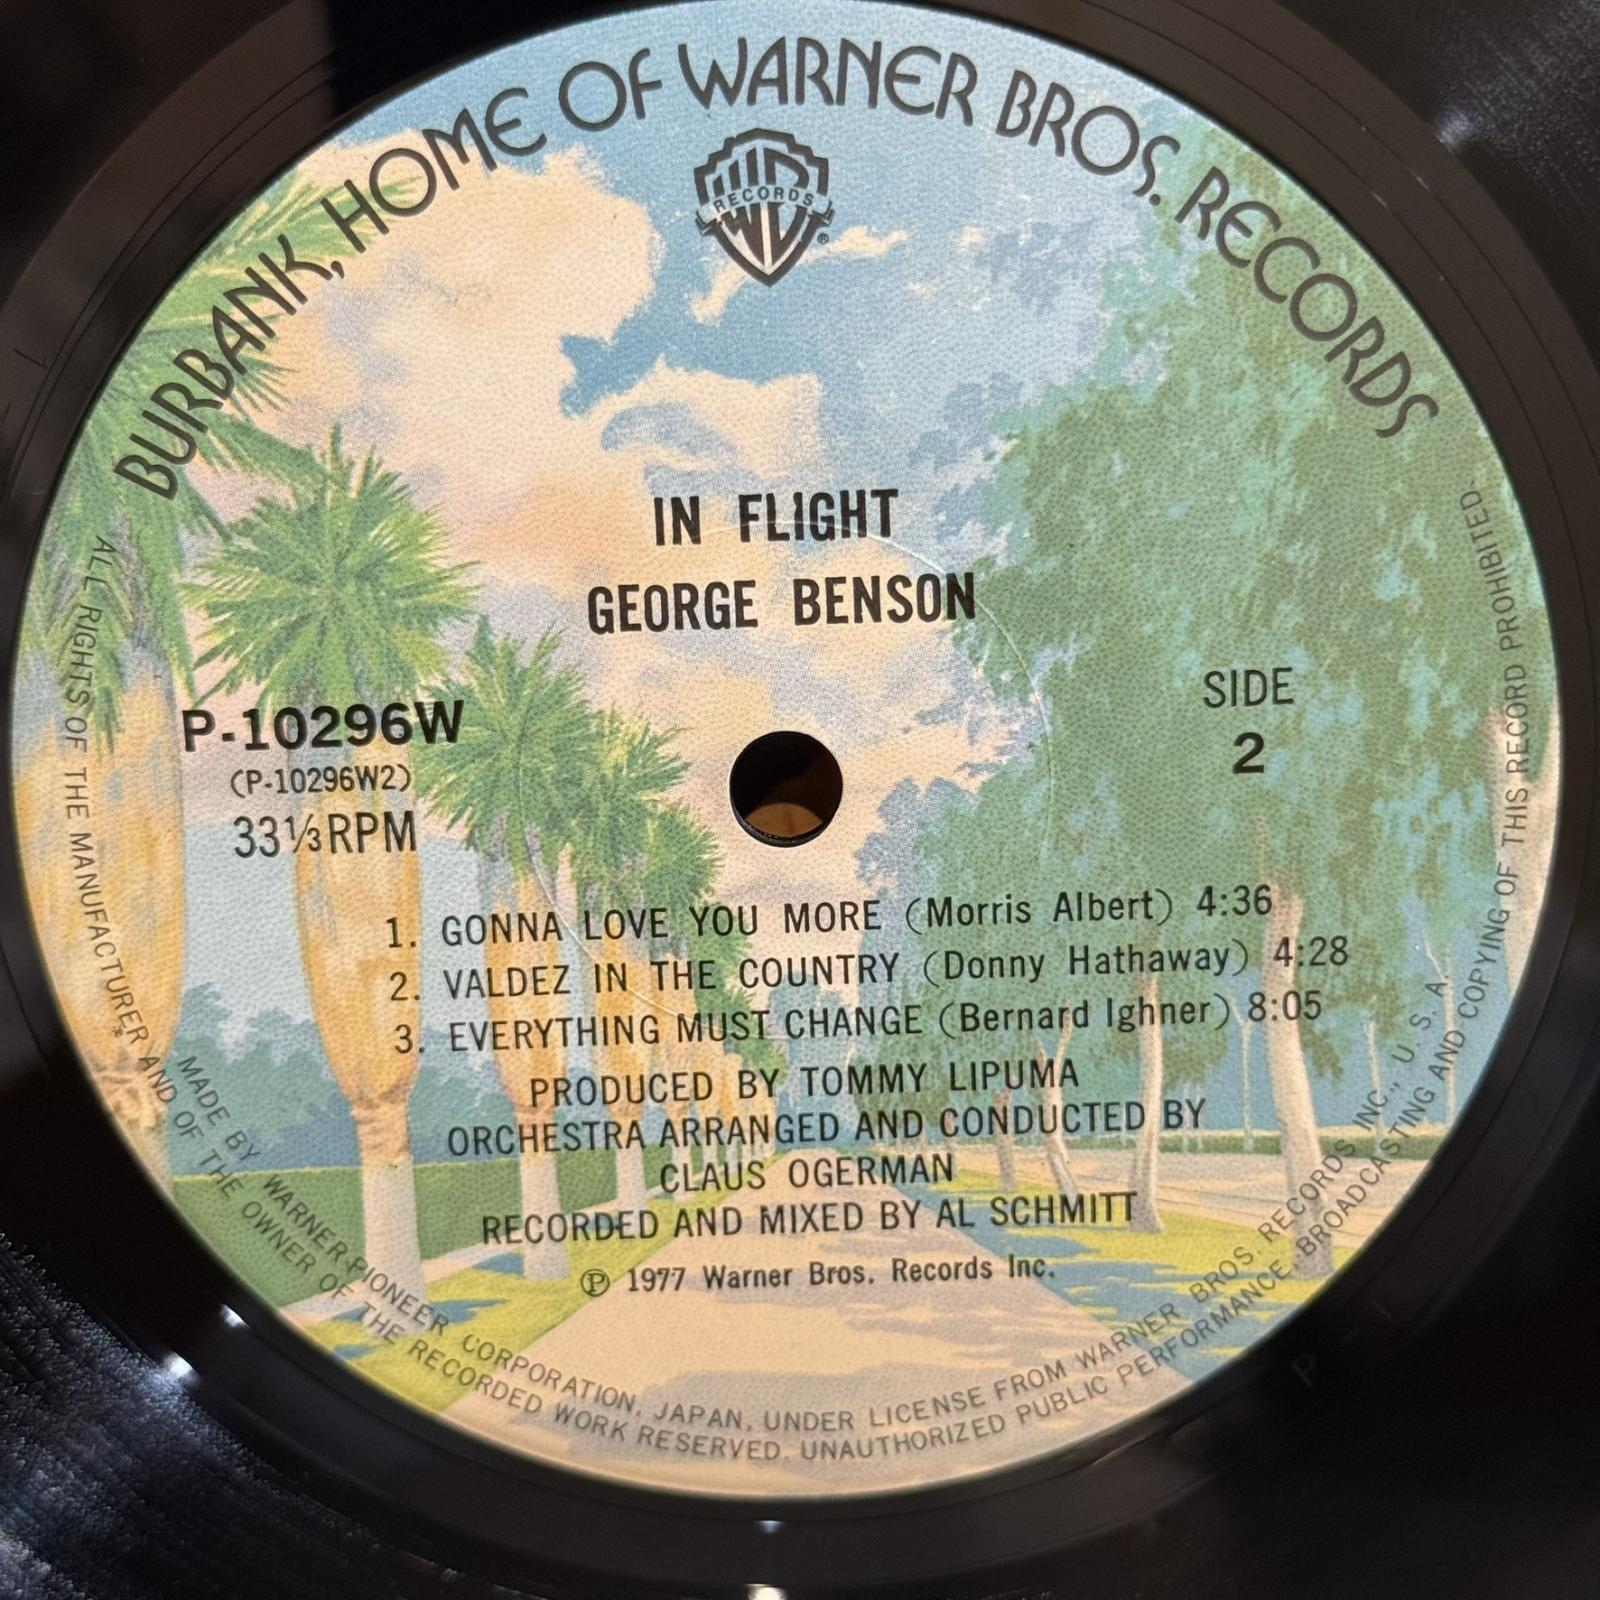 BURBANK, HOME OF WARNER BROS. RECORDS
W RECORDS ®
IN FLIGHT
GEORGE BENSON
P-10296W
(P-10296W2)
33⅓RPM
SIDE
2
1. GONNA LOVE YOU MORE (Morris Albert) 4:36
2. VALDEZ IN THE COUNTRY (Donny Hathaway) 4:28
3. EVERYTHING MUST CHANGE (Bernard Ighner) 8:05
PRODUCED BY TOMMY LIPUMA
ORCHESTRA ARRANGED AND CONDUCTED BY
CLAUS OGERMAN
RECORDED AND MIXED BY AL SCHMITT
℗ 1977 Warner Bros. Records Inc.
MADE BY WARNER-PIONEER CORPORATION, JAPAN, UNDER LICENSE FROM WARNER BROS. RECORDS INC., U.S.A.
ALL RIGHTS OF THE MANUFACTURER AND OF THE OWNER OF THE RECORDED WORK RESERVED. UNAUTHORIZED PUBLIC PERFORMANCE, BROADCASTING AND COPYING OF THIS RECORD PROHIBITED.
P